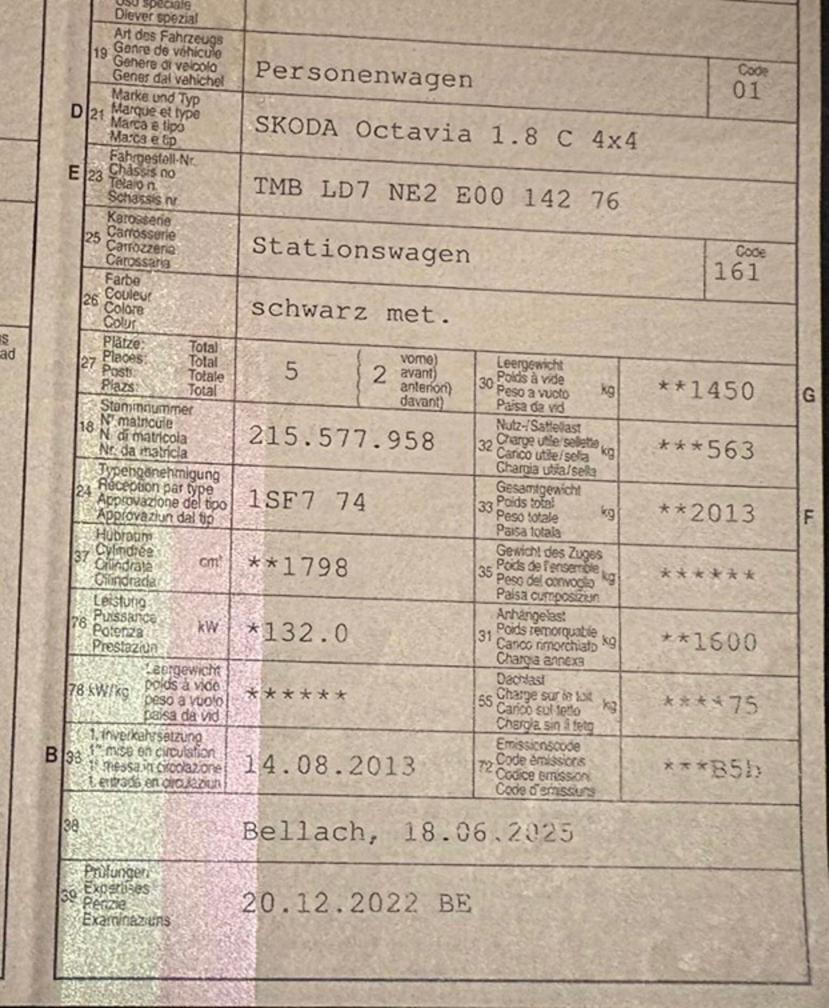 Uso speciale
Diever spezial
19 Art des Fahrzeugs
Genre de véhicule
Genere di veicolo
Gener dal vehichel
Personenwagen
Code
01
D 21 Marke und Typ
Marque et type
Marca e tipo
Marca e tip
SKODA Octavia 1.8 C 4x4
E 23 Fahrgestell-Nr.
Châssis no
Telaio n.
Schassis nr.
TMB LD7 NE2 E00 142 76
25 Karosserie
Carrosserie
Carrozzeria
Carossaria
Stationswagen
Code
161
26 Farbe
Couleur
Colore
Colur
schwarz met.
27 Plätze: Total
Places: Total
Posti: Totale
Plazs: Total
5
2 vorne)
avant)
anteriori)
davant)
30 Leergewicht
Poids à vide
Peso a vuoto
Paisa da vid
kg
**1450
G
18 Stammnummer
N° matricule
N. di matricola
Nr. da matricla
215.577.958
32 Nutz-/Sattellast
Charge utile/sellette
Carico utile/sella
Chargia utila/sella
kg
***563
24 Typengenehmigung
Réception par type
Approvazione del tipo
Approvaziun dal tip
1SF7 74
33 Gesamtgewicht
Poids total
Peso totale
Paisa totala
kg
**2013
F
37 Hubraum
Cylindrée
Cilindrata
Cilindrada
cm³
**1798
35 Gewicht des Zuges
Poids de l'ensemble
Peso del convoglio
Paisa cumposiziun
kg
******
76 Leistung
Puissance
Potenza
Prestaziun
kW
*132.0
31 Anhängelast
Poids remorquable
Carico rimorchiato
Chargia annexa
kg
**1600
78 kW/kg Leergewicht
poids à vide
peso a vuoto
paisa da vid
******
55 Dachlast
Charge sur le toit
Carico sul tetto
Chargia sin il tetg
kg
****75
B 36 1. Inverkehrsetzung
1re mise en circulation
1a messa in circolazione
1. entrada en circulaziun
14.08.2013
72 Emissionscode
Code émissions
Codice emissioni
Code d'emissiuns
***B5b
38
Bellach, 18.06.2025
39 Prüfungen
Expertises
Perizie
Examinaziuns
20.12.2022 BE